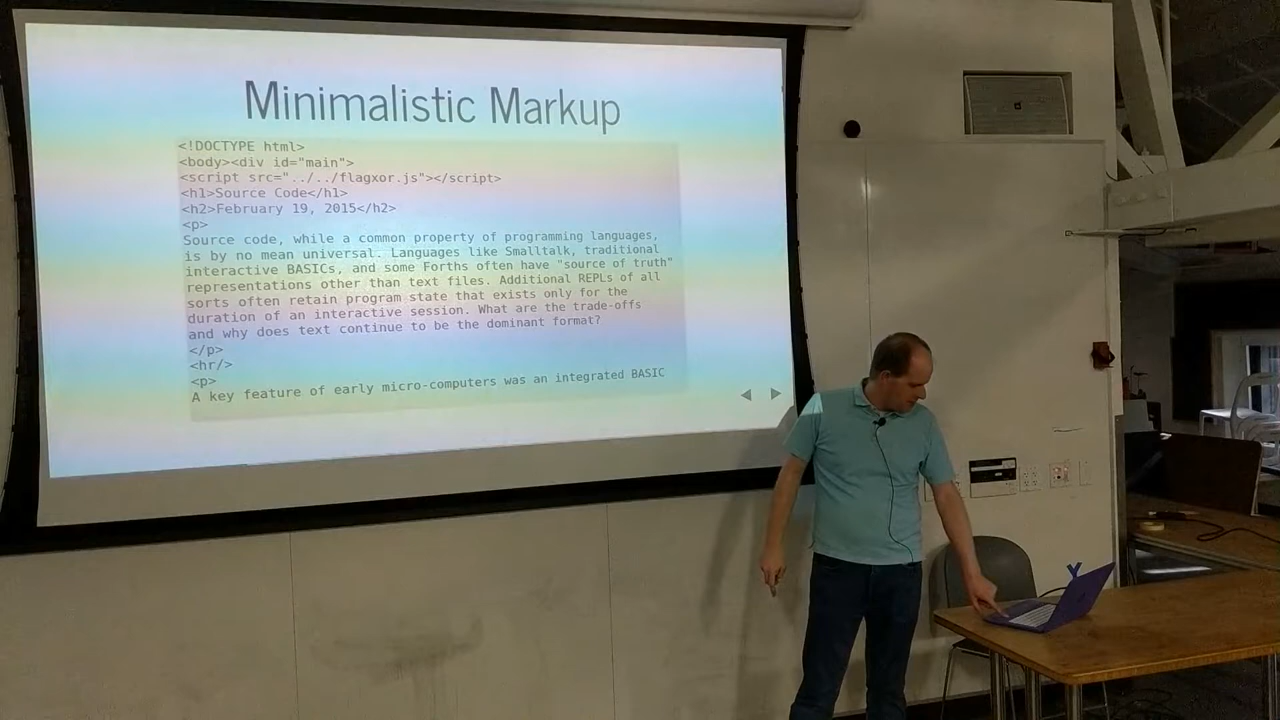 Minimalistic Markup
<!DOCTYPE html>
<body><div id="main">
<script src="../../flagxor.js"></script>
<h1>Source Code</h1>
<h2>February 19, 2015</h2>
<p>
Source code, while a common property of programming languages,
is by no mean universal. Languages like Smalltalk, traditional
interactive BASICs, and some Forths often have "source of truth"
representations other than text files. Additional REPLs of all
sorts often retain program state that exists only for the
duration of an interactive session. What are the trade-offs
and why does text continue to be the dominant format?
</p>
<hr/>
<p>
A key feature of early micro-computers was an integrated BASIC